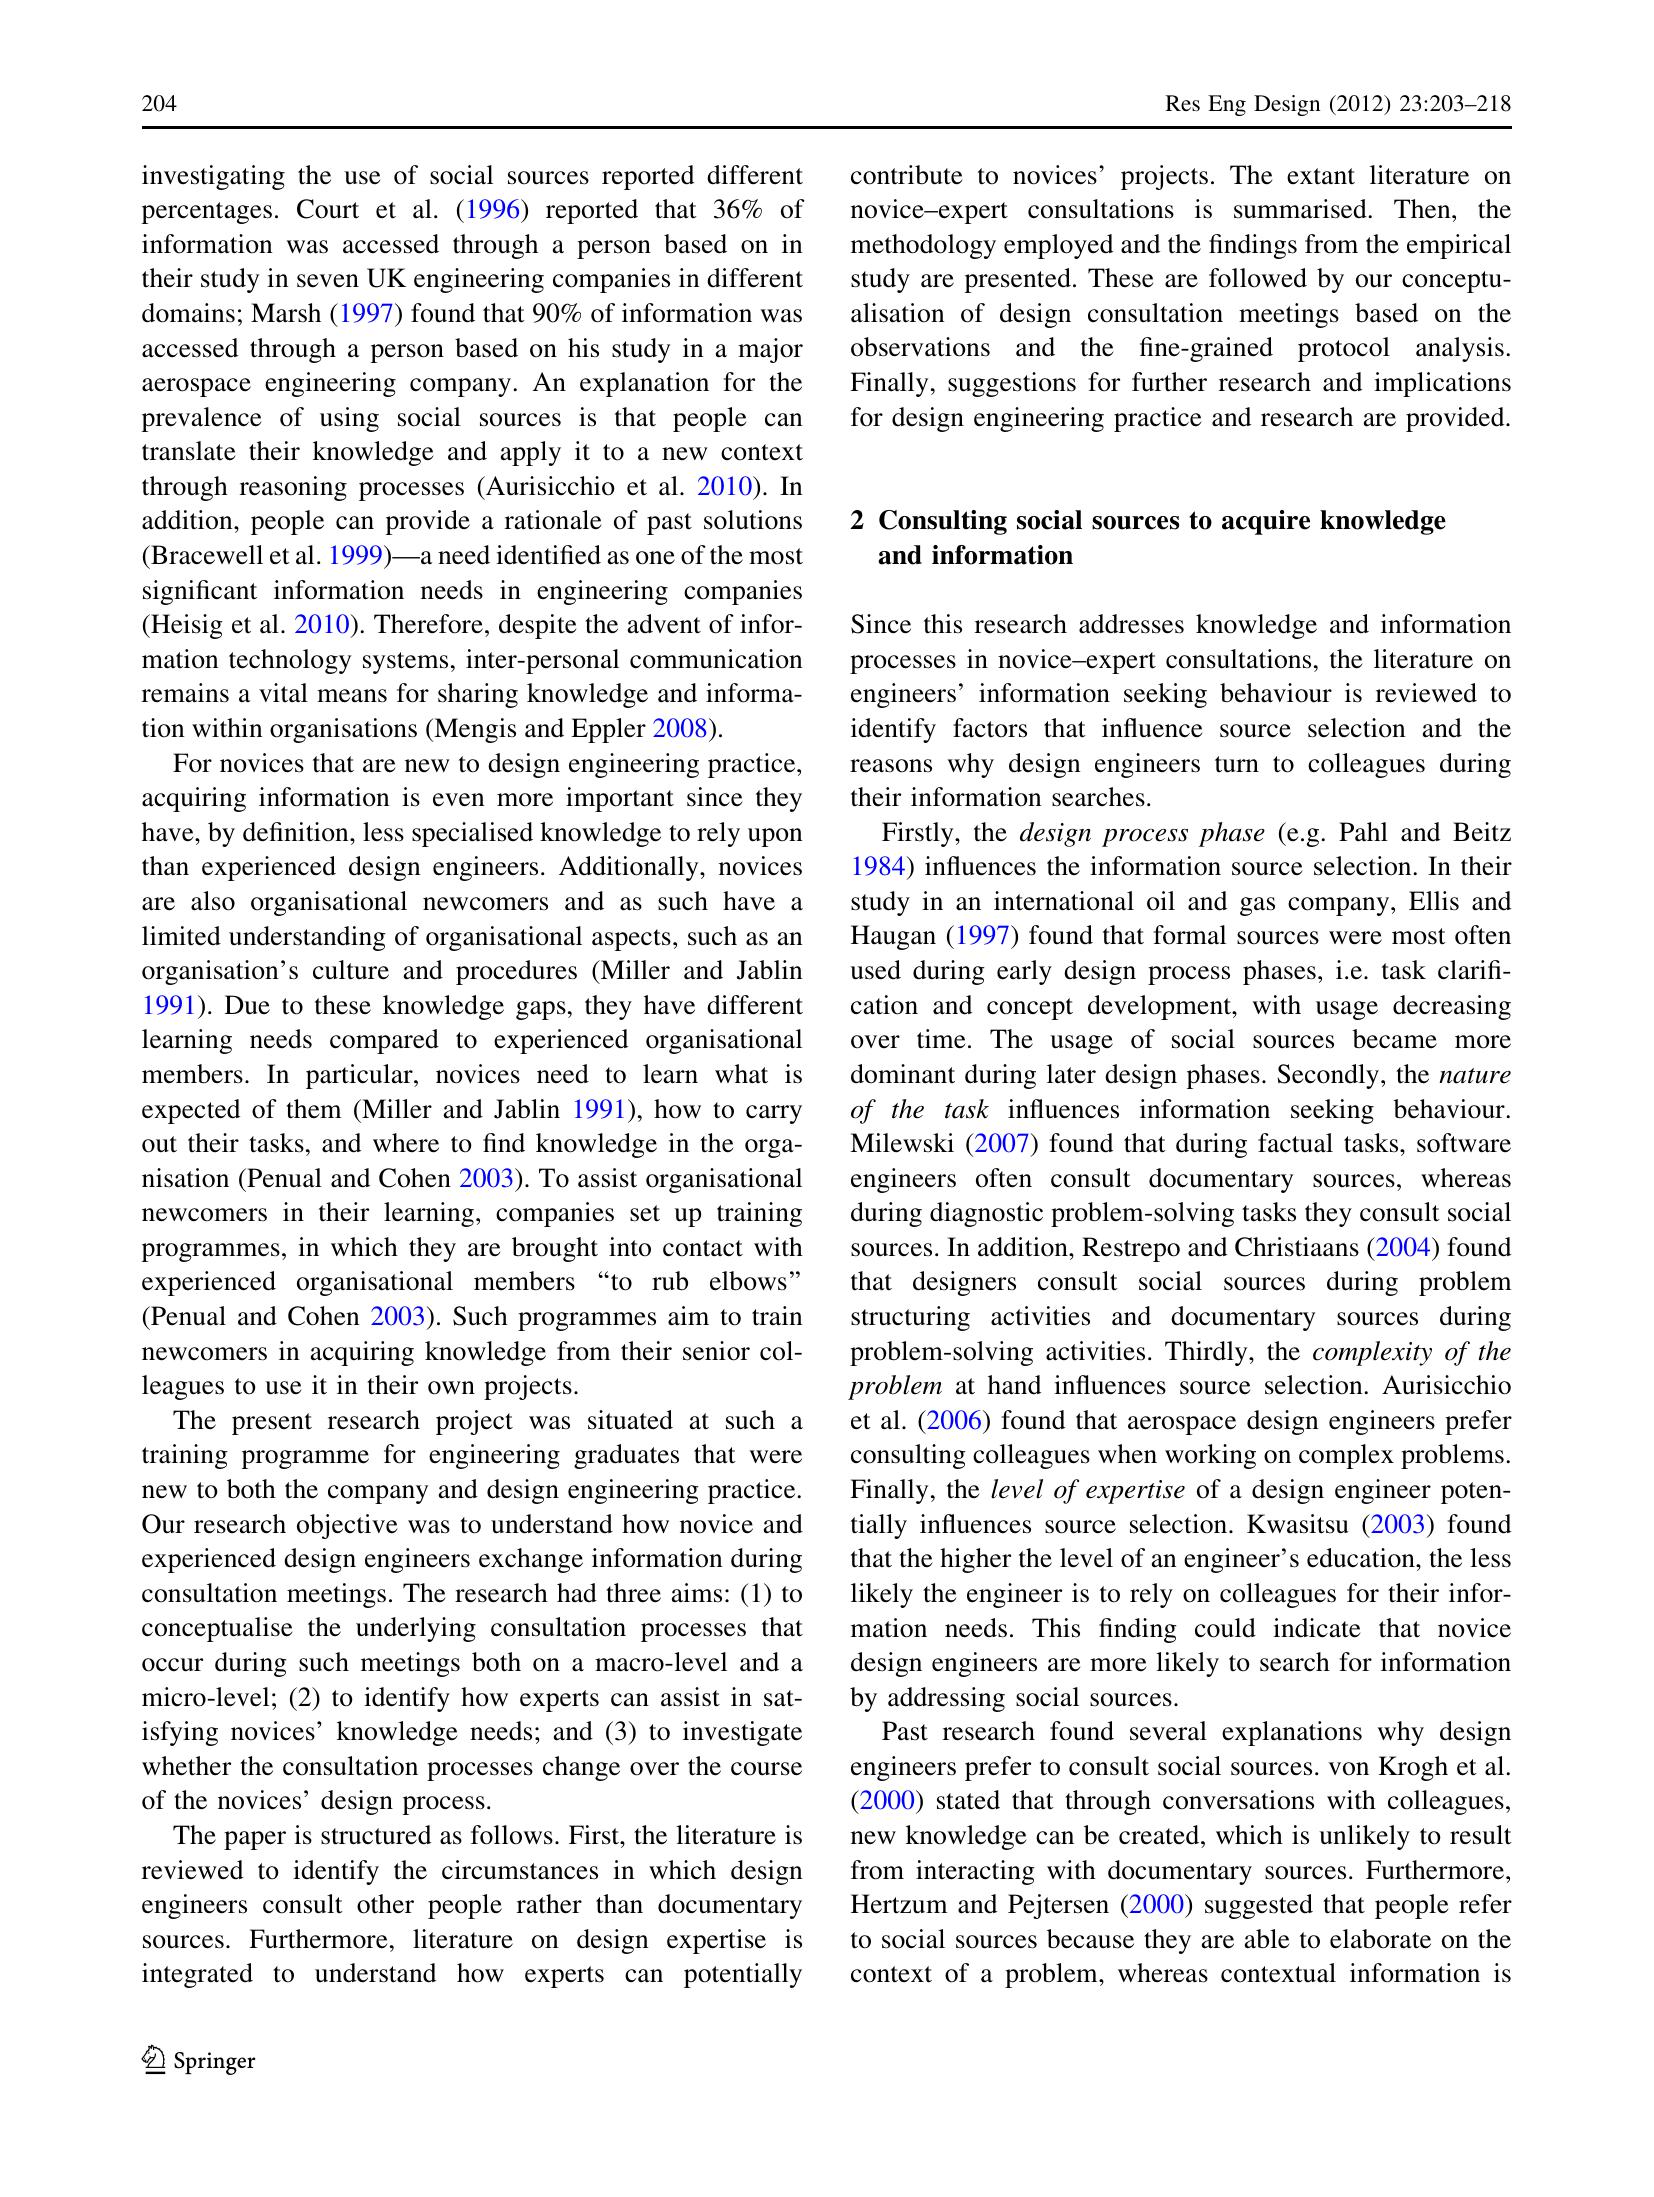 204
Res Eng Design (2012) 23:203–218
investigating the use of social sources reported different
percentages. Court et al. (1996) reported that 36% of
information was accessed through a person based on in
their study in seven UK engineering companies in different
domains; Marsh (1997) found that 90% of information was
accessed through a person based on his study in a major
aerospace engineering company. An explanation for the
prevalence of using social sources is that people can
translate their knowledge and apply it to a new context
through reasoning processes (Aurisicchio et al. 2010). In
addition, people can provide a rationale of past solutions
(Bracewell et al. 1999)—a need identified as one of the most
significant information needs in engineering companies
(Heisig et al. 2010). Therefore, despite the advent of infor-
mation technology systems, inter-personal communication
remains a vital means for sharing knowledge and informa-
tion within organisations (Mengis and Eppler 2008).
For novices that are new to design engineering practice,
acquiring information is even more important since they
have, by definition, less specialised knowledge to rely upon
than experienced design engineers. Additionally, novices
are also organisational newcomers and as such have a
limited understanding of organisational aspects, such as an
organisation's culture and procedures (Miller and Jablin
1991). Due to these knowledge gaps, they have different
learning needs compared to experienced organisational
members. In particular, novices need to learn what is
expected of them (Miller and Jablin 1991), how to carry
out their tasks, and where to find knowledge in the orga-
nisation (Penual and Cohen 2003). To assist organisational
newcomers in their learning, companies set up training
programmes, in which they are brought into contact with
experienced organisational members “to rub elbows”
(Penual and Cohen 2003). Such programmes aim to train
newcomers in acquiring knowledge from their senior col-
leagues to use it in their own projects.
The present research project was situated at such a
training programme for engineering graduates that were
new to both the company and design engineering practice.
Our research objective was to understand how novice and
experienced design engineers exchange information during
consultation meetings. The research had three aims: (1) to
conceptualise the underlying consultation processes that
occur during such meetings both on a macro-level and a
micro-level; (2) to identify how experts can assist in sat-
isfying novices' knowledge needs; and (3) to investigate
whether the consultation processes change over the course
of the novices' design process.
The paper is structured as follows. First, the literature is
reviewed to identify the circumstances in which design
engineers consult other people rather than documentary
sources. Furthermore, literature on design expertise is
integrated to understand how experts can potentially
contribute to novices' projects. The extant literature on
novice–expert consultations is summarised. Then, the
methodology employed and the findings from the empirical
study are presented. These are followed by our conceptu-
alisation of design consultation meetings based on the
observations and the fine-grained protocol analysis.
Finally, suggestions for further research and implications
for design engineering practice and research are provided.
2 Consulting social sources to acquire knowledge
and information
Since this research addresses knowledge and information
processes in novice–expert consultations, the literature on
engineers' information seeking behaviour is reviewed to
identify factors that influence source selection and the
reasons why design engineers turn to colleagues during
their information searches.
Firstly, the design process phase (e.g. Pahl and Beitz
1984) influences the information source selection. In their
study in an international oil and gas company, Ellis and
Haugan (1997) found that formal sources were most often
used during early design process phases, i.e. task clarifi-
cation and concept development, with usage decreasing
over time. The usage of social sources became more
dominant during later design phases. Secondly, the nature
of the task influences information seeking behaviour.
Milewski (2007) found that during factual tasks, software
engineers often consult documentary sources, whereas
during diagnostic problem-solving tasks they consult social
sources. In addition, Restrepo and Christiaans (2004) found
that designers consult social sources during problem
structuring activities and documentary sources during
problem-solving activities. Thirdly, the complexity of the
problem at hand influences source selection. Aurisicchio
et al. (2006) found that aerospace design engineers prefer
consulting colleagues when working on complex problems.
Finally, the level of expertise of a design engineer poten-
tially influences source selection. Kwasitsu (2003) found
that the higher the level of an engineer's education, the less
likely the engineer is to rely on colleagues for their infor-
mation needs. This finding could indicate that novice
design engineers are more likely to search for information
by addressing social sources.
Past research found several explanations why design
engineers prefer to consult social sources. von Krogh et al.
(2000) stated that through conversations with colleagues,
new knowledge can be created, which is unlikely to result
from interacting with documentary sources. Furthermore,
Hertzum and Pejtersen (2000) suggested that people refer
to social sources because they are able to elaborate on the
context of a problem, whereas contextual information is
Springer